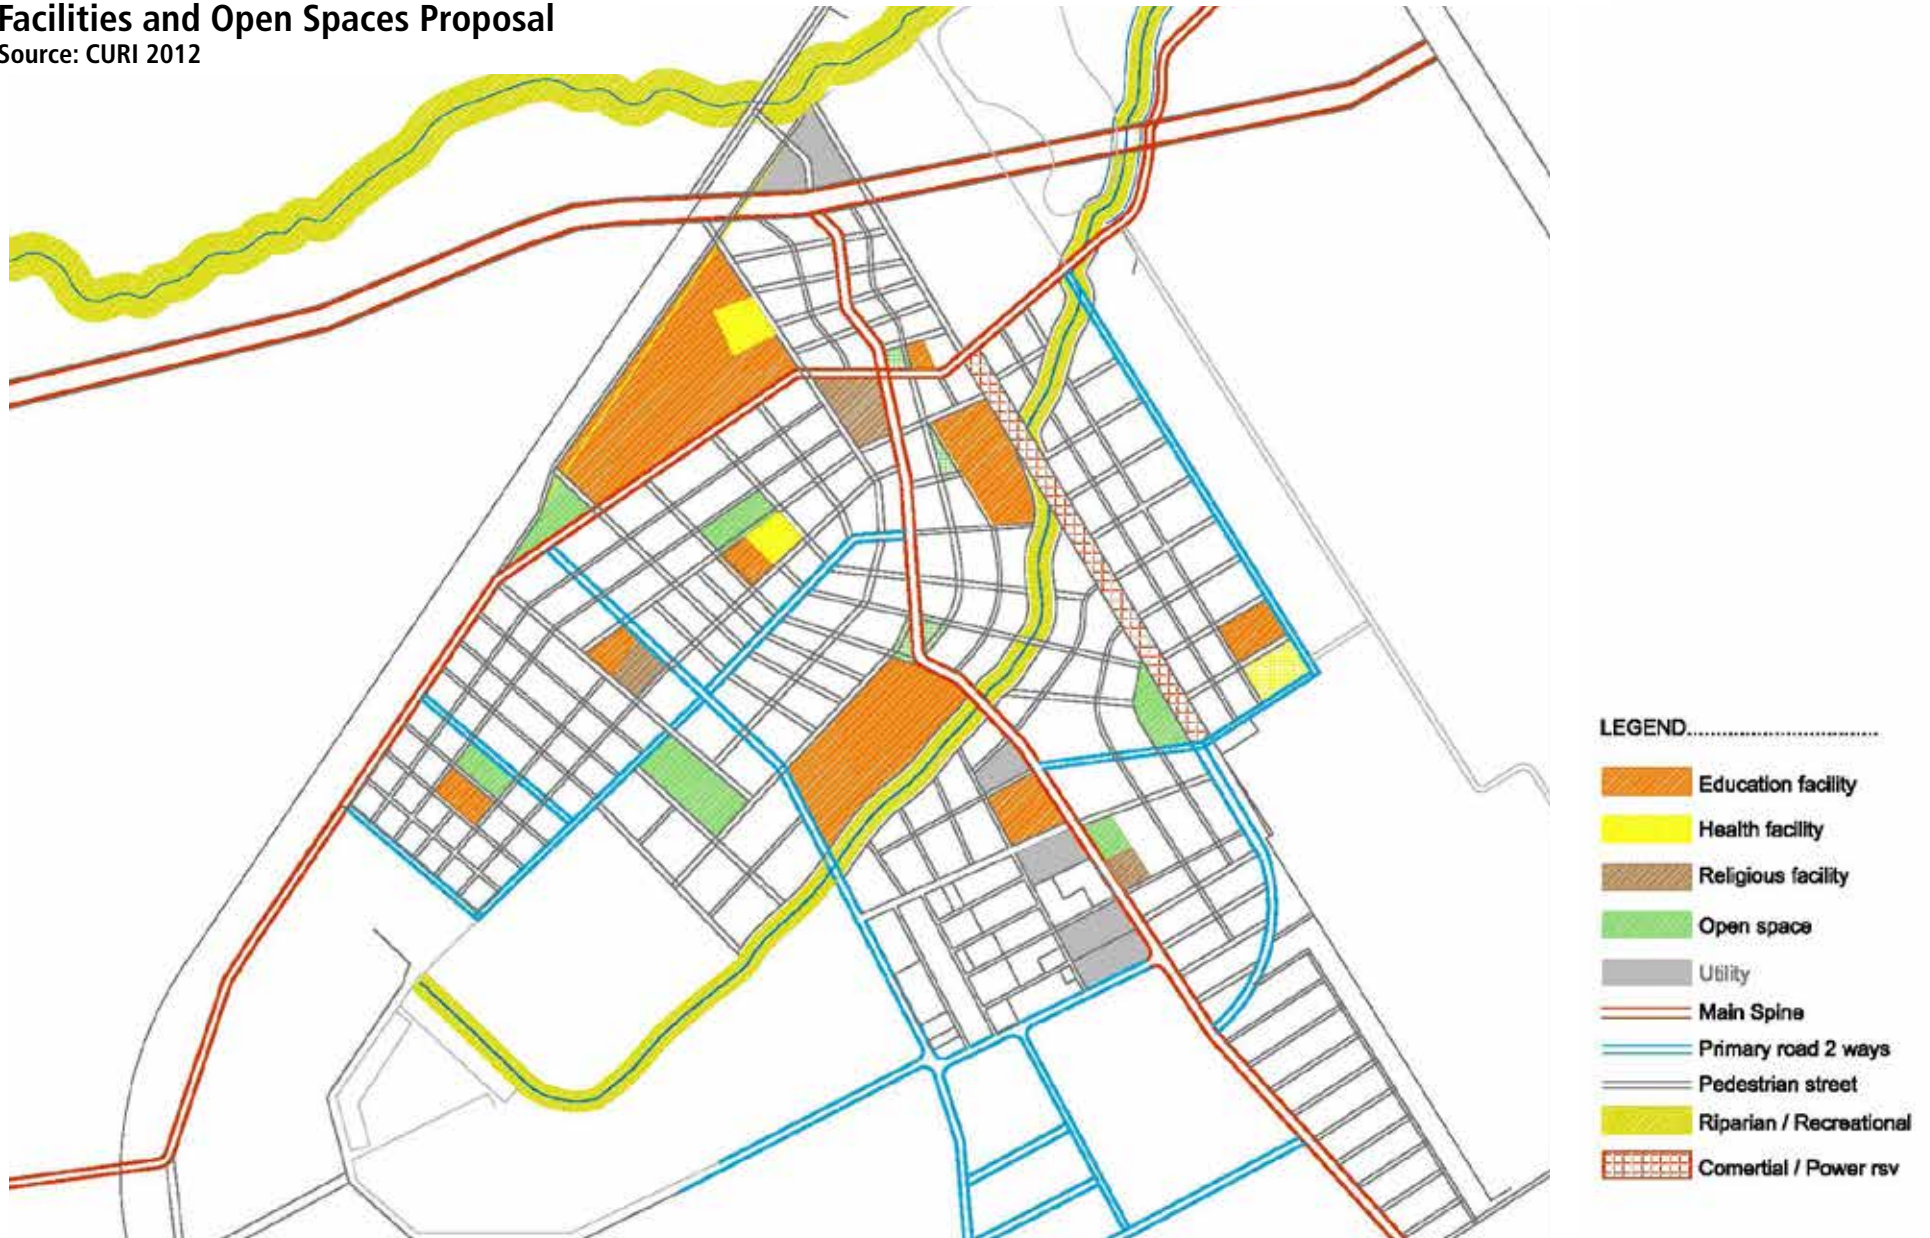 Facilities and Open Spaces Proposal
Source: CURI 2012
LEGEND...............................................
Education facility
Health facility
Religious facility
Open space
Utility
Main Spine
Primary road 2 ways
Pedestrian street
Riparian / Recreational
Comertial / Power rsv